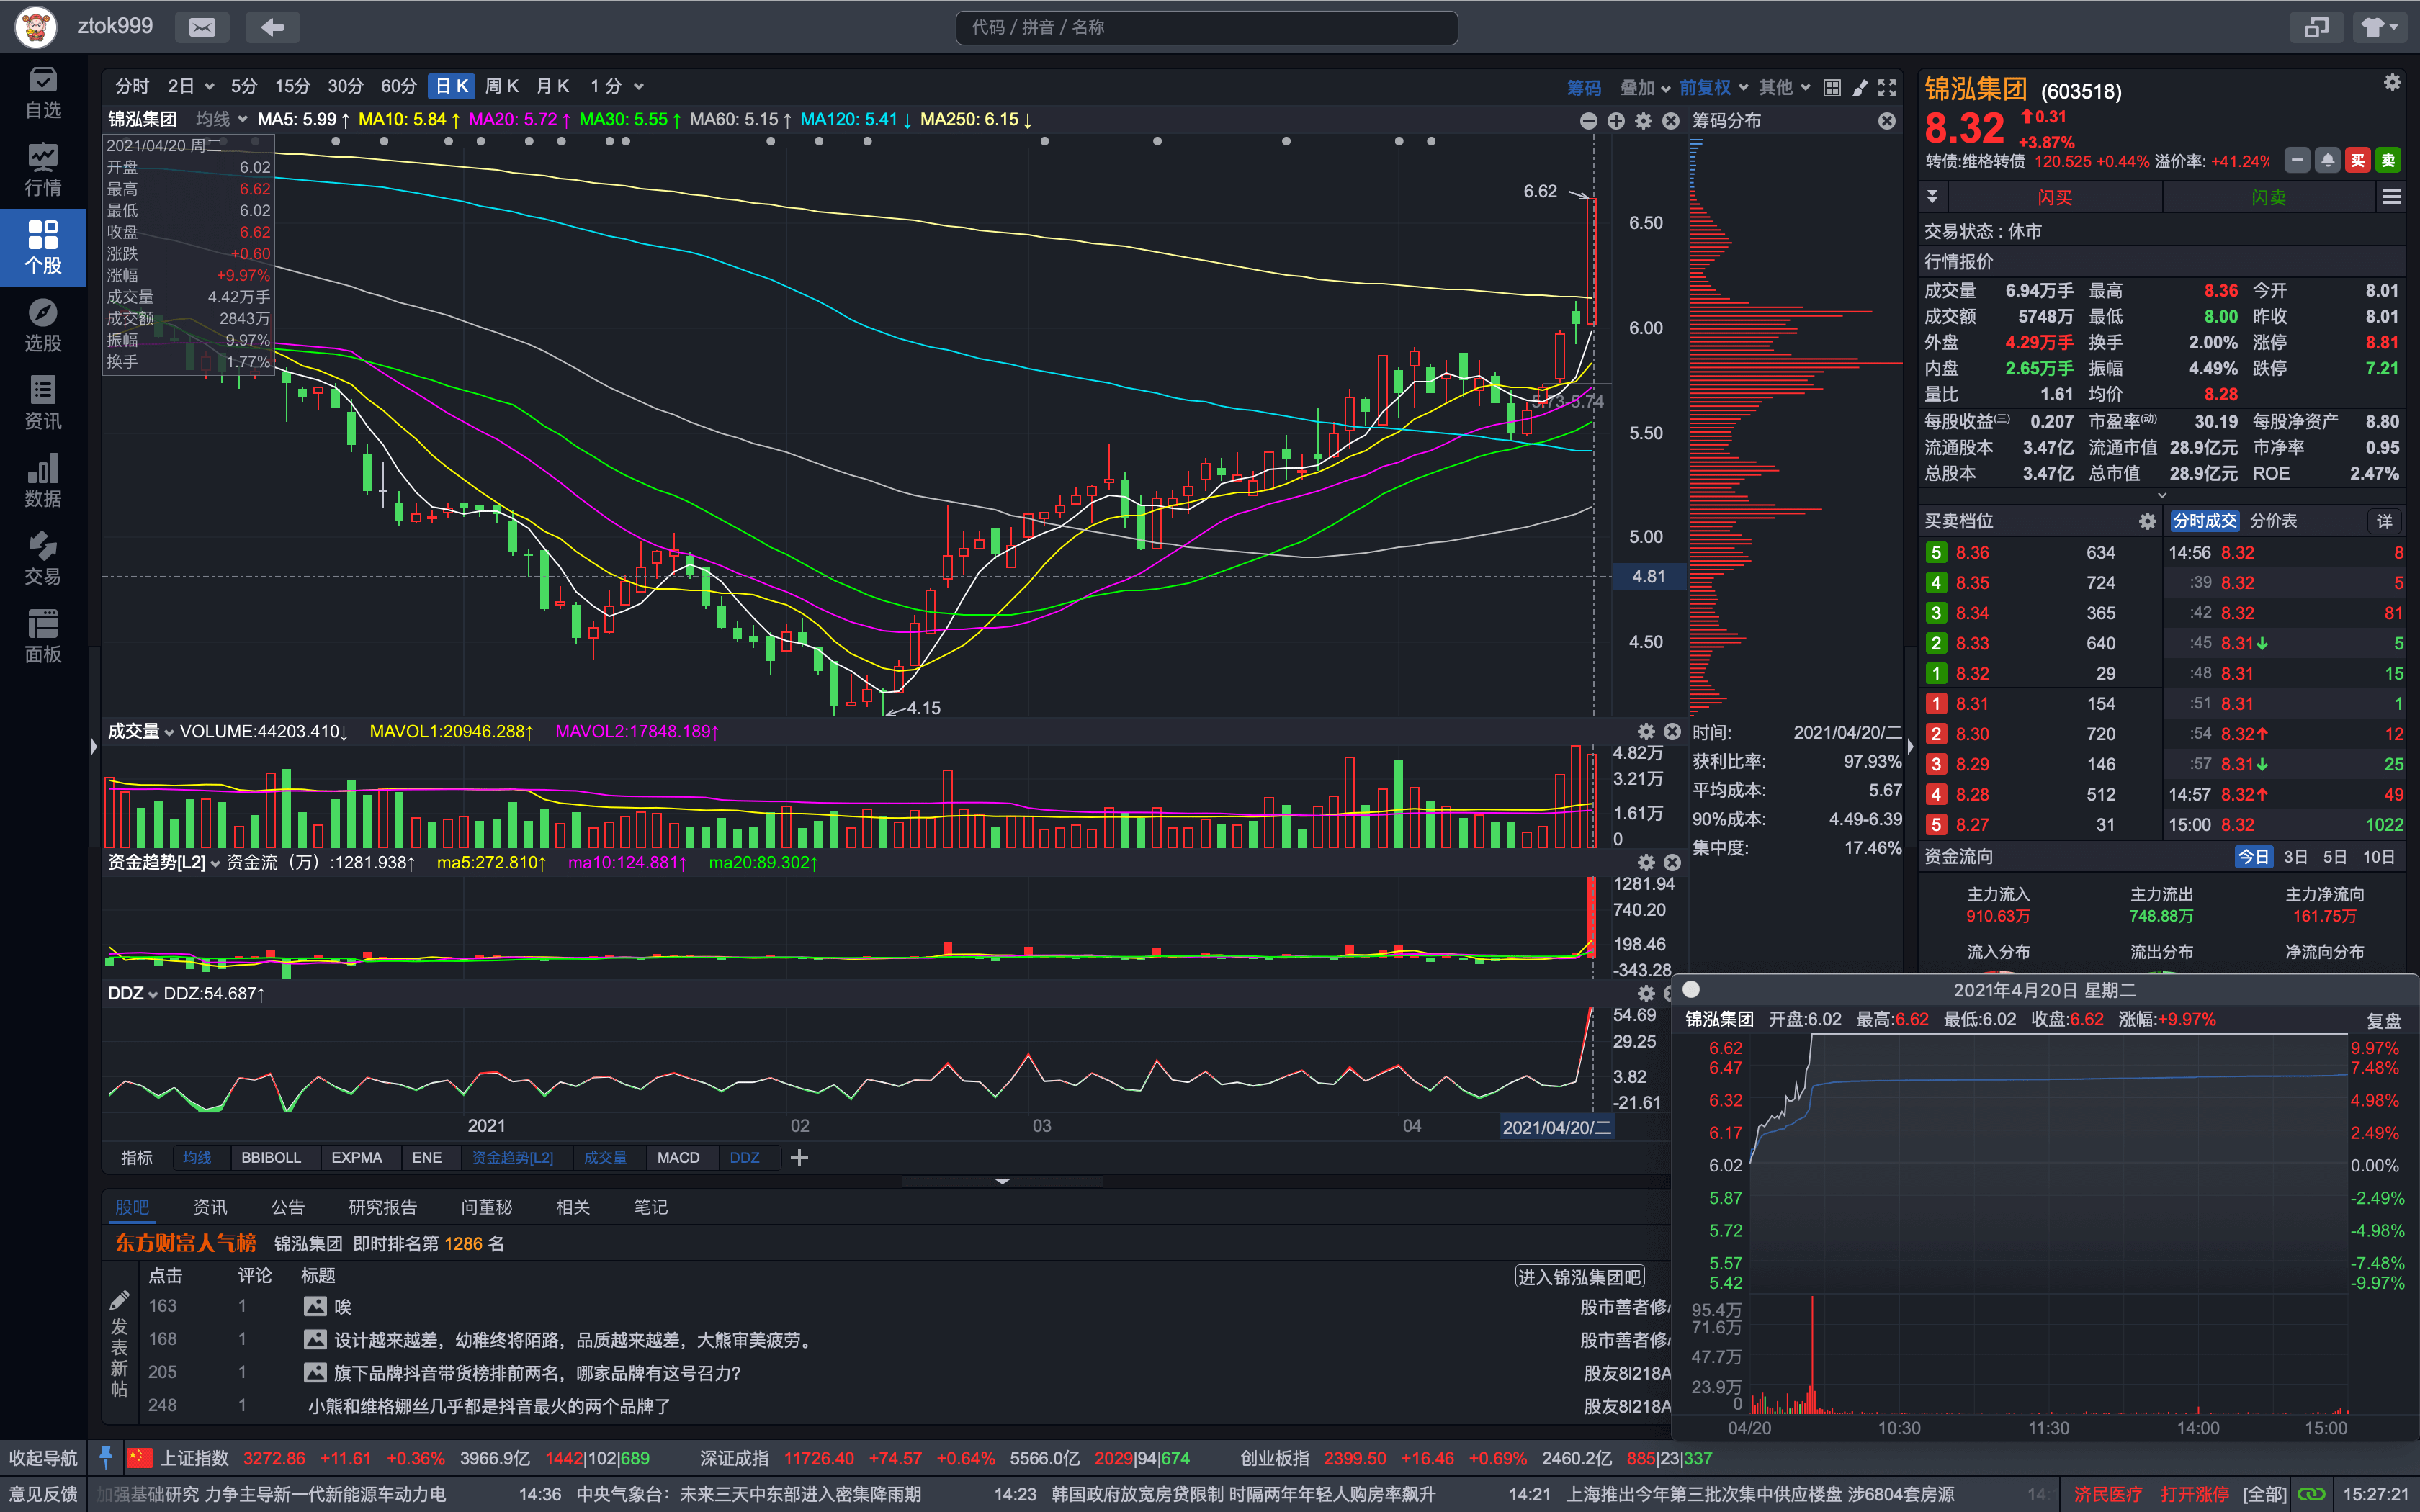 ztok999
代码 / 拼音 / 名称
自选
行情
个股
选股
资讯
数据
交易
面板
分时 2日 5分 15分 30分 60分 日K 周K 月K 1分 筹码 叠加 前复权 其他
锦泓集团 均线 MA5: 5.99↑ MA10: 5.84↑ MA20: 5.72↑ MA30: 5.55↑ MA60: 5.15↑ MA120: 5.41↓ MA250: 6.15↓
筹码分布
2021/04/20 周二
开盘 6.02
最高 6.62
最低 6.02
收盘 6.62
涨跌 +0.60
涨幅 +9.97%
成交量 4.42万手
成交额 2843万
振幅 9.97%
换手 1.77%
6.62
5.73-5.74
4.15
6.50
6.00
5.50
5.00
4.81
4.50
成交量 VOLUME:44203.410↓ MAVOL1:20946.288↑ MAVOL2:17848.189↑
4.82万
3.21万
1.61万
0
时间: 2021/04/20/二
获利比率: 97.93%
平均成本: 5.67
90%成本: 4.49-6.39
集中度: 17.46%
资金趋势[L2] 资金流（万）:1281.938↑ ma5:272.810↑ ma10:124.881↑ ma20:89.302↑
1281.94
740.20
198.46
-343.28
DDZ DDZ:54.687↑
54.69
29.25
3.82
-21.61
2021 02 03 04 2021/04/20/二
指标 均线 BBIBOLL EXPMA ENE 资金趋势[L2] 成交量 MACD DDZ
股吧 资讯 公告 研究报告 问董秘 相关 笔记
东方财富人气榜 锦泓集团 即时排名第 1286 名
点击 评论 标题 进入锦泓集团吧
发表新帖
163 1 唉 股市善者修
168 1 设计越来越差，幼稚终将陌路，品质越来越差，大熊审美疲劳。 股市善者修
205 1 旗下品牌抖音带货榜排前两名，哪家品牌有这号召力? 股友8I218A
248 1 小熊和维格娜丝几乎都是抖音最火的两个品牌了 股友8I218A
锦泓集团 (603518)
8.32 0.31
+3.87%
转债:维格转债 120.525 +0.44% 溢价率: +41.24% 买 卖
闪买 闪卖
交易状态 : 休市
行情报价
成交量 6.94万手 最高 8.36 今开 8.01
成交额 5748万 最低 8.00 昨收 8.01
外盘 4.29万手 换手 2.00% 涨停 8.81
内盘 2.65万手 振幅 4.49% 跌停 7.21
量比 1.61 均价 8.28
每股收益(三) 0.207 市盈率(动) 30.19 每股净资产 8.80
流通股本 3.47亿 流通市值 28.9亿元 市净率 0.95
总股本 3.47亿 总市值 28.9亿元 ROE 2.47%
买卖档位 分时成交 分价表 详
5 8.36 634 14:56 8.32 8
4 8.35 724 :39 8.32 5
3 8.34 365 :42 8.32 81
2 8.33 640 :45 8.31↓ 5
1 8.32 29 :48 8.31 15
1 8.31 154 :51 8.31 1
2 8.30 720 :54 8.32↑ 12
3 8.29 146 :57 8.31↓ 25
4 8.28 512 14:57 8.32↑ 49
5 8.27 31 15:00 8.32 1022
资金流向 今日 3日 5日 10日
主力流入 主力流出 主力净流向
910.63万 748.88万 161.75万
流入分布 流出分布 净流向分布
2021年4月20日 星期二
锦泓集团 开盘:6.02 最高:6.62 最低:6.02 收盘:6.62 涨幅:+9.97% 复盘
6.62 9.97%
6.47 7.48%
6.32 4.98%
6.17 2.49%
6.02 0.00%
5.87 -2.49%
5.72 -4.98%
5.57 -7.48%
5.42 -9.97%
95.4万
71.6万
47.7万
23.9万
0
04/20 10:30 11:30 14:00 15:00
收起导航 上证指数 3272.86 +11.61 +0.36% 3966.9亿 1442|102|689 深证成指 11726.40 +74.57 +0.64% 5566.0亿 2029|94|674 创业板指 2399.50 +16.46 +0.69% 2460.2亿 885|23|337
意见反馈 加强基础研究 力争主导新一代新能源车动力电 14:36 中央气象台：未来三天中东部进入密集降雨期 14:23 韩国政府放宽房贷限制 时隔两年年轻人购房率飙升 14:21 上海推出今年第三批次集中供应楼盘 涉6804套房源 济民医疗 打开涨停 [全部] 15:27:21